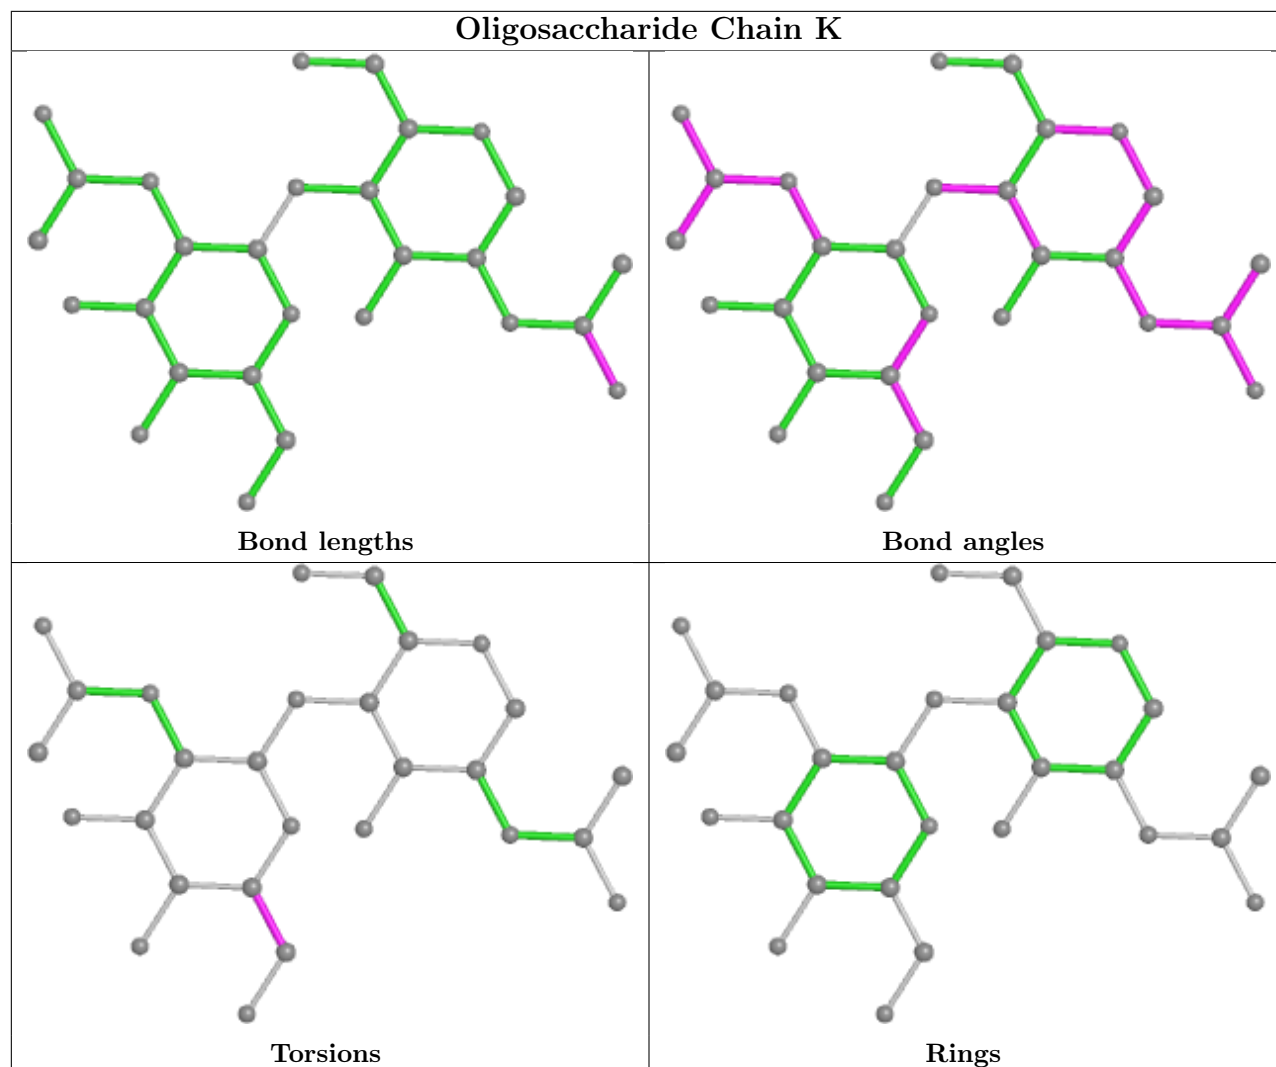 Oligosaccharide Chain K
Bond lengths
Bond angles
Torsions
Rings